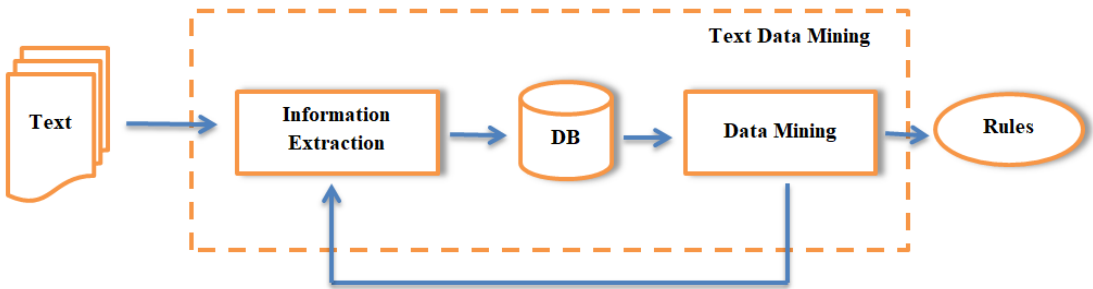 Text Data Mining
Text
Information
Extraction
DB
Data Mining
Rules